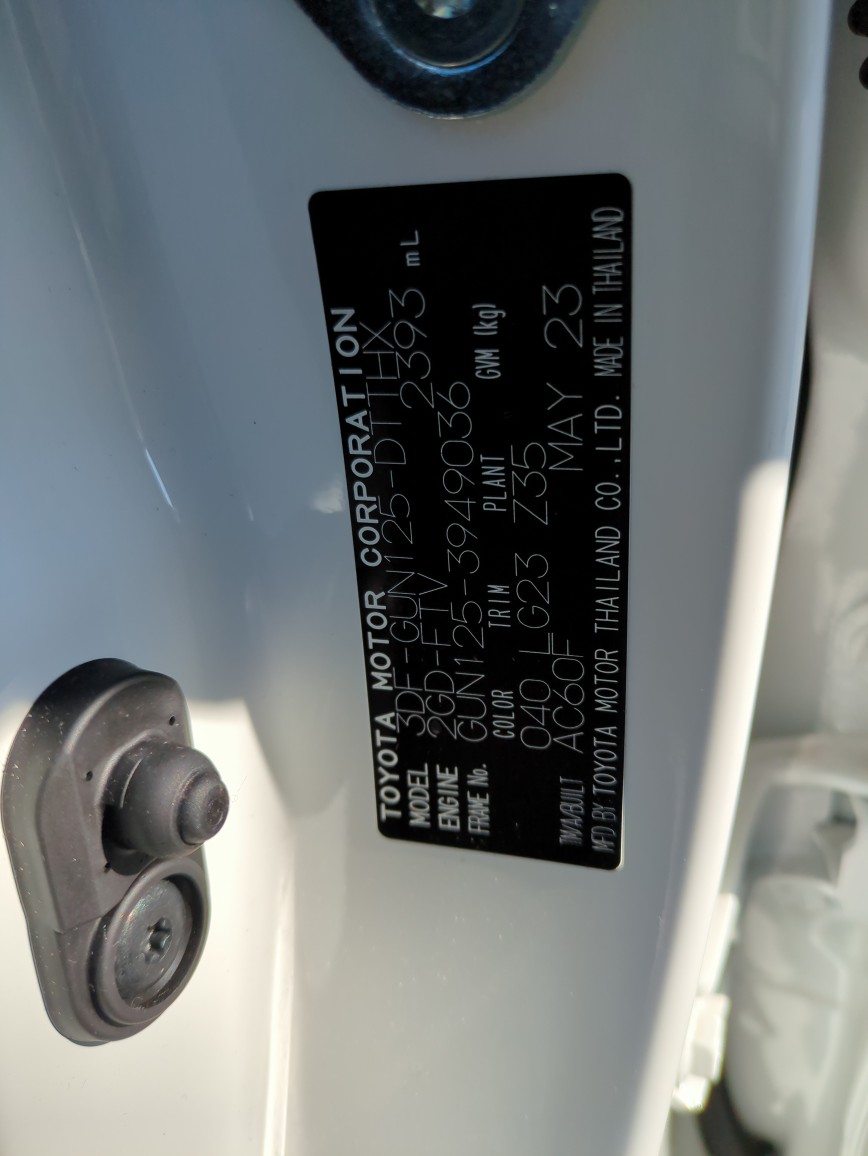 TOYOTA MOTOR CORPORATION
MODEL 3DF-GUN125-DTTHX
ENGINE 2GD-FTV 2393 mL
FRAME No. GUN125-3949036
COLOR TRIM PLANT GVM (kg)
040 LG23 Z35
AC60F MAY 23
T/A/BUILT
MFD BY TOYOTA MOTOR THAILAND CO.,LTD. MADE IN THAILAND